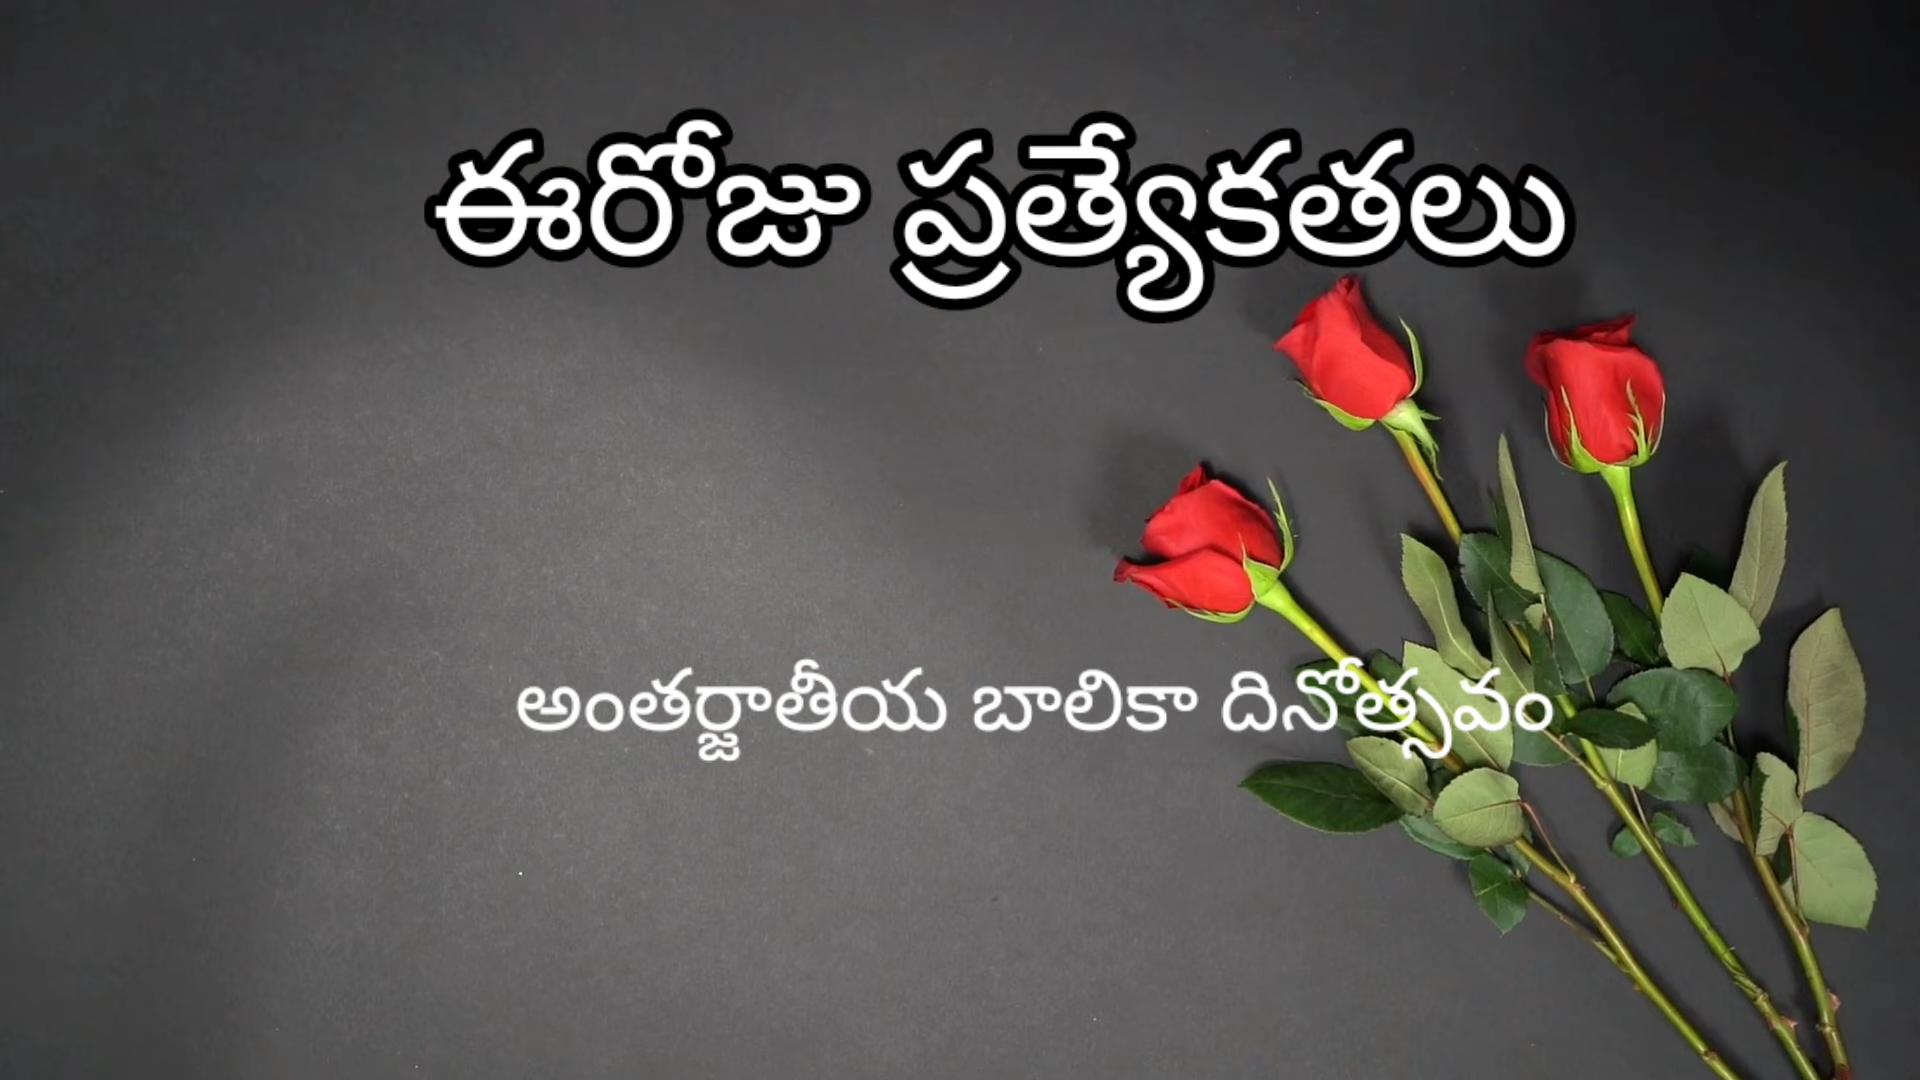 ఈరోజు ప్రత్యేకతలు
అంతర్జాతీయ బాలికా దినోత్సవం